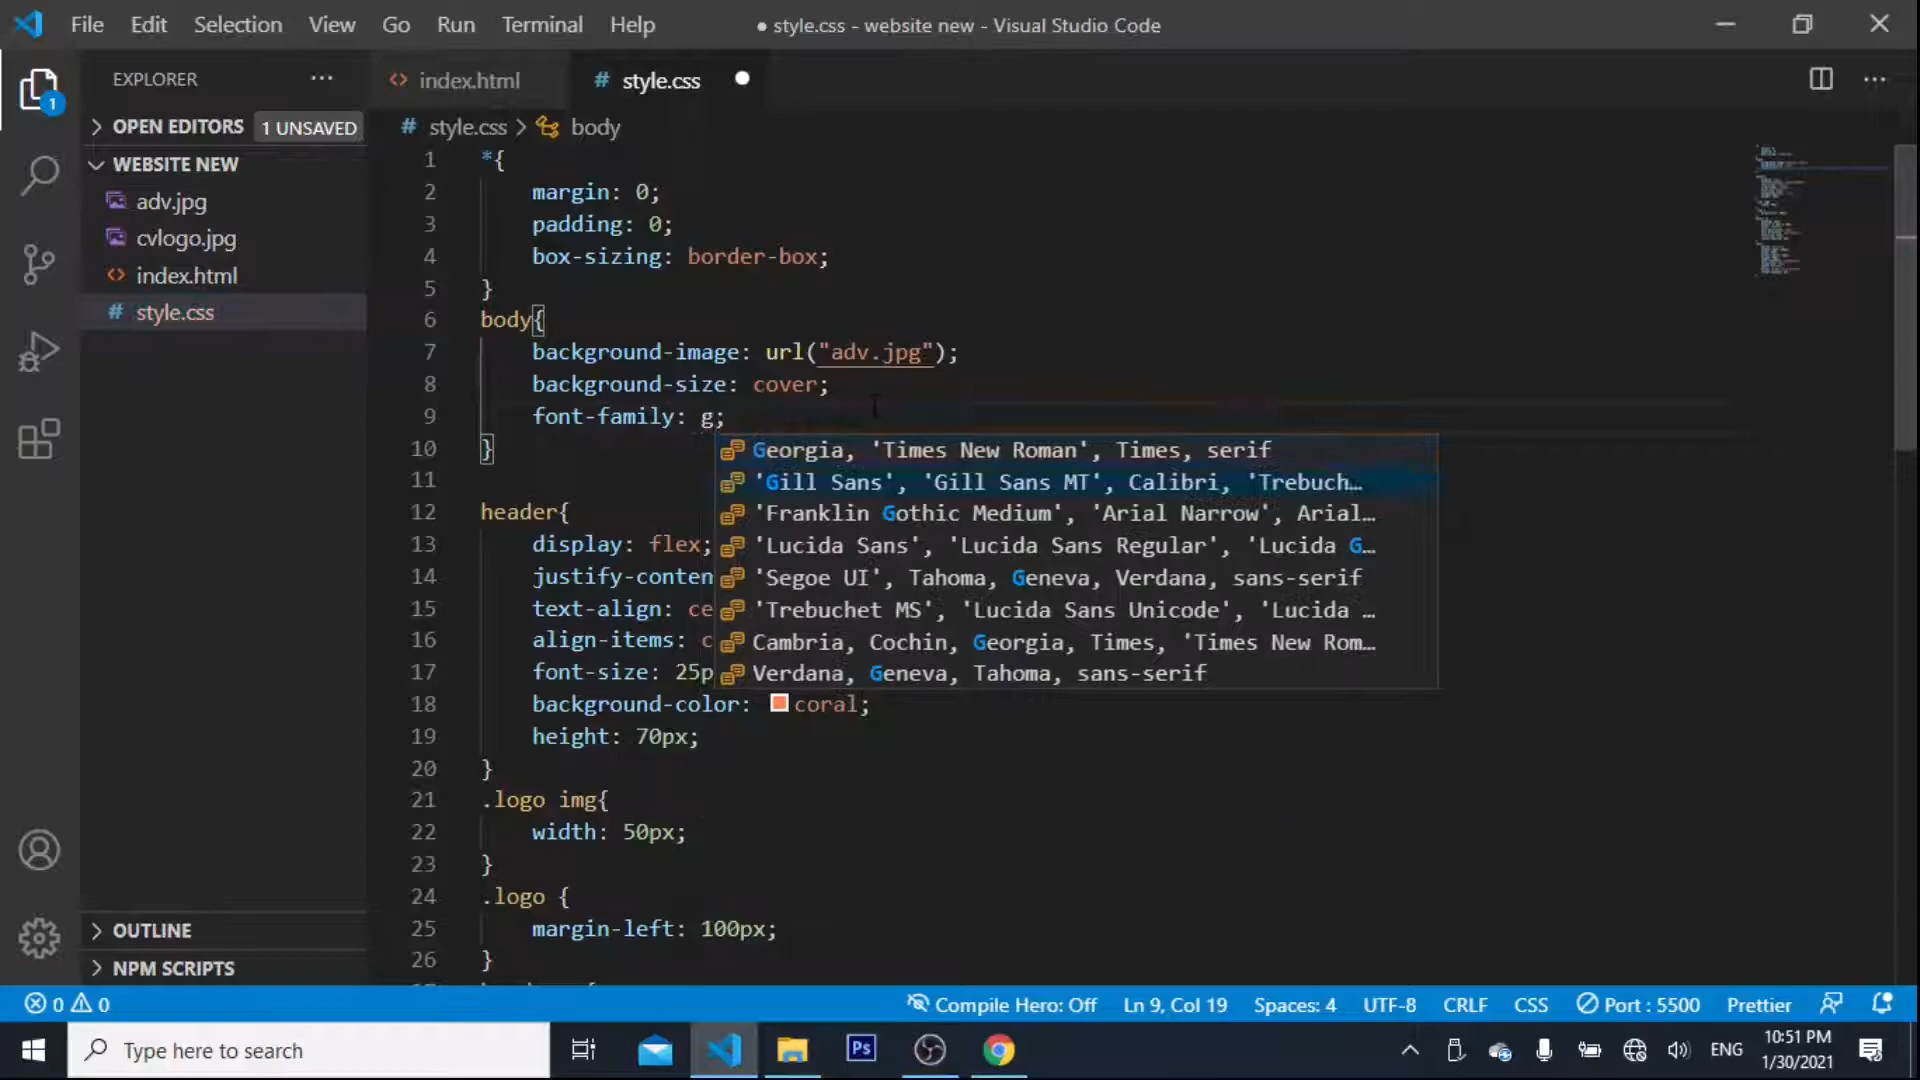 File Edit Selection View Go Run Terminal Help
● style.css - website new - Visual Studio Code
EXPLORER ···
index.html
# style.css
1
OPEN EDITORS 1 UNSAVED
WEBSITE NEW
adv.jpg
cvlogo.jpg
index.html
# style.css
OUTLINE
NPM SCRIPTS
# style.css > body
1 *{
2 margin: 0;
3 padding: 0;
4 box-sizing: border-box;
5 }
6 body{
7 background-image: url("adv.jpg");
8 background-size: cover;
9 font-family: g;
10 }
11
12 header{
13 display: flex;
14 justify-conten
15 text-align: ce
16 align-items: c
17 font-size: 25p
18 background-color: coral;
19 height: 70px;
20 }
21 .logo img{
22 width: 50px;
23 }
24 .logo {
25 margin-left: 100px;
26 }
Georgia, 'Times New Roman', Times, serif
'Gill Sans', 'Gill Sans MT', Calibri, 'Trebuch…
'Franklin Gothic Medium', 'Arial Narrow', Arial…
'Lucida Sans', 'Lucida Sans Regular', 'Lucida G…
'Segoe UI', Tahoma, Geneva, Verdana, sans-serif
'Trebuchet MS', 'Lucida Sans Unicode', 'Lucida …
Cambria, Cochin, Georgia, Times, 'Times New Rom…
Verdana, Geneva, Tahoma, sans-serif
0 0
Compile Hero: Off Ln 9, Col 19 Spaces: 4 UTF-8 CRLF CSS Port : 5500 Prettier
Type here to search
Ps
ENG
10:51 PM
1/30/2021